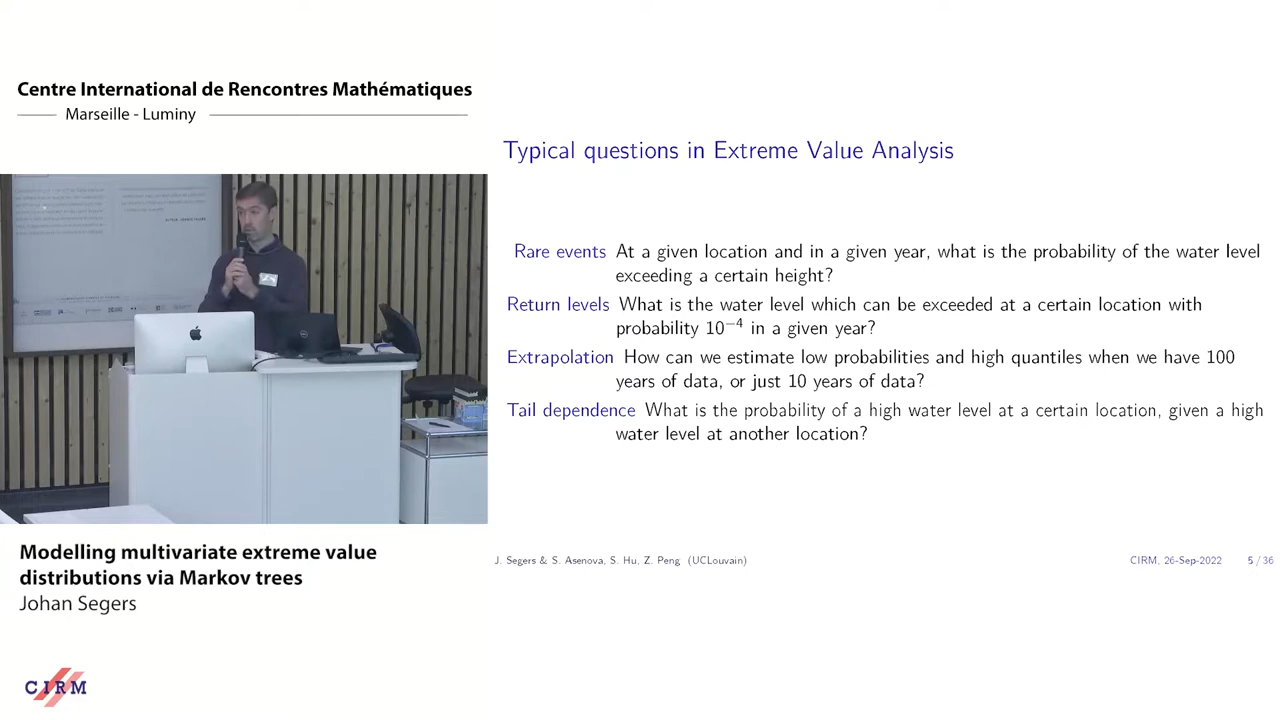 Centre International de Rencontres Mathématiques
Marseille - Luminy
Typical questions in Extreme Value Analysis
Rare events At a given location and in a given year, what is the probability of the water level
exceeding a certain height?
Return levels What is the water level which can be exceeded at a certain location with
probability 10⁻⁴ in a given year?
Extrapolation How can we estimate low probabilities and high quantiles when we have 100
years of data, or just 10 years of data?
Tail dependence What is the probability of a high water level at a certain location, given a high
water level at another location?
J. Segers & S. Asenova, S. Hu, Z. Peng (UCLouvain)
CIRM, 26-Sep-2022 5 / 36
Modelling multivariate extreme value
distributions via Markov trees
Johan Segers
CIRM